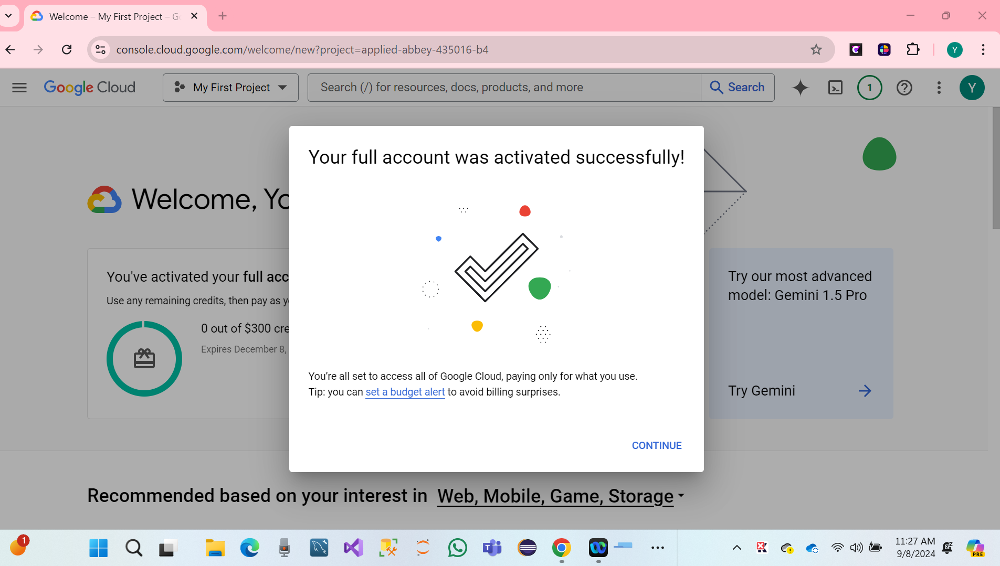 Welcome – My First Project – G
console.cloud.google.com/welcome/new?project=applied-abbey-435016-b4
Y
Google Cloud
My First Project
Search (/) for resources, docs, products, and more
Search
1
Y
Your full account was activated successfully!
Welcome, Yo
You've activated your full acc
Use any remaining credits, then pay as yo
0 out of $300 cre
Expires December 8,
Try our most advanced
model: Gemini 1.5 Pro
Try Gemini
You’re all set to access all of Google Cloud, paying only for what you use.
Tip: you can set a budget alert to avoid billing surprises.
CONTINUE
Recommended based on your interest in Web, Mobile, Game, Storage
1
11:27 AM
9/8/2024
PRE